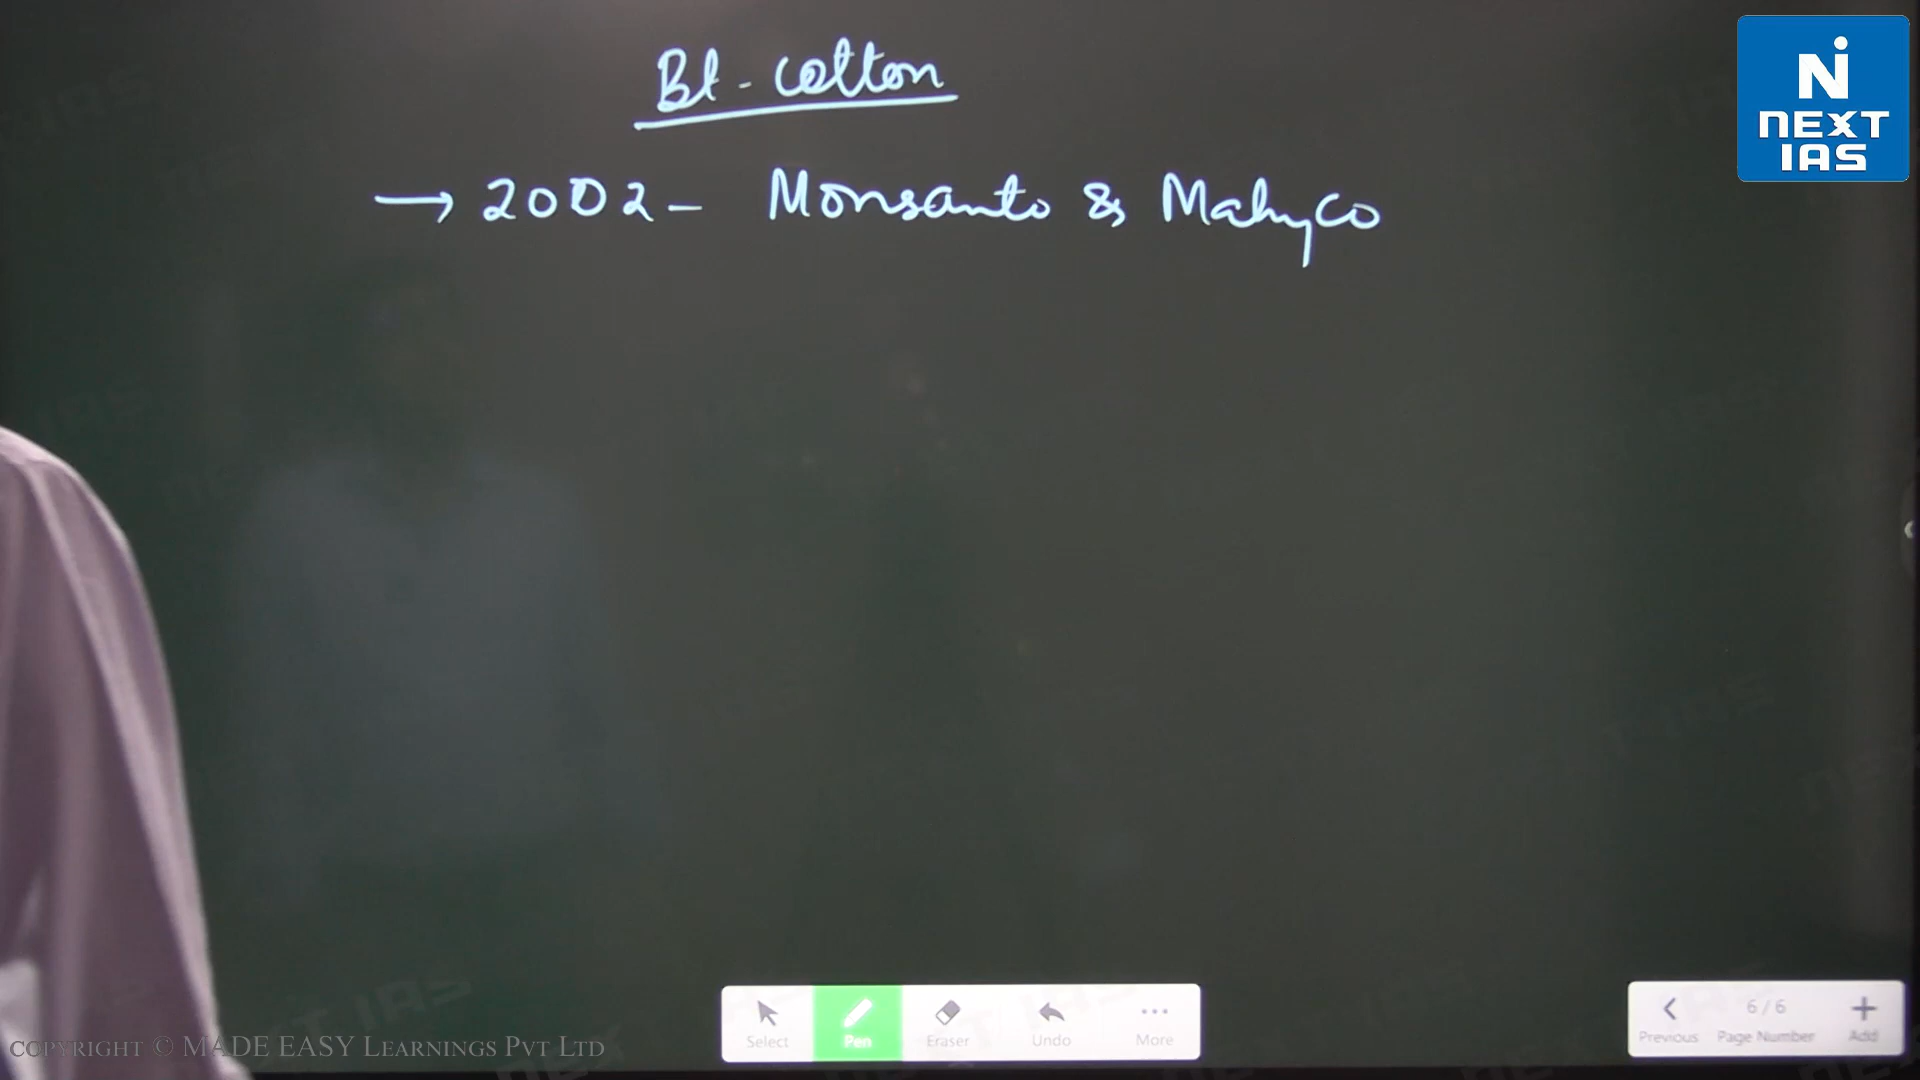 Bt - cotton
→ 2002 - Monsanto & Mahyco
NEXT
IAS
Select
Pen
Eraser
Undo
More
6 / 6
Previous
Page Number
Add
COPYRIGHT © MADE EASY LEARNINGS PVT LTD